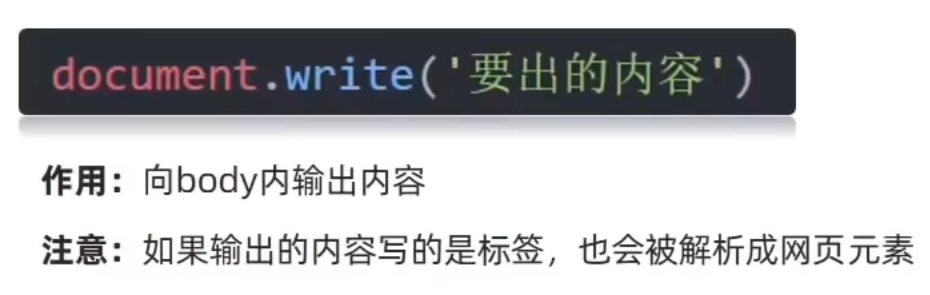 document.write('要出的内容')
作用：向body内输出内容
注意：如果输出的内容写的是标签，也会被解析成网页元素